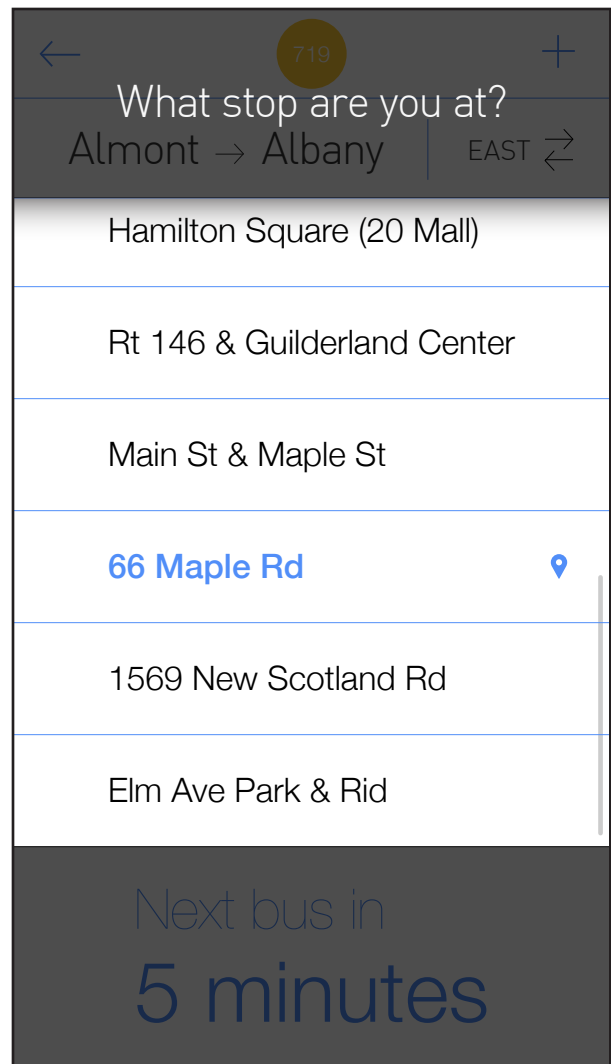 719
What stop are you at?
Almont → Albany EAST
Hamilton Square (20 Mall)
Rt 146 & Guilderland Center
Main St & Maple St
66 Maple Rd
1569 New Scotland Rd
Elm Ave Park & Rid
Next bus in
5 minutes